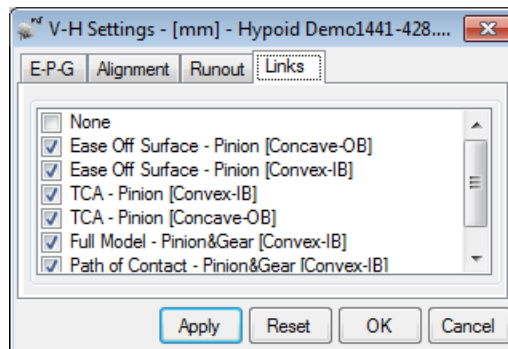 V-H Settings - [mm] - Hypoid Demo1441-428....
E-P-G Alignment Runout Links
None
Ease Off Surface - Pinion [Concave-OB]
Ease Off Surface - Pinion [Convex-IB]
TCA - Pinion [Convex-IB]
TCA - Pinion [Concave-OB]
Full Model - Pinion&Gear [Convex-IB]
Path of Contact - Pinion&Gear [Convex-IB]
Apply Reset OK Cancel